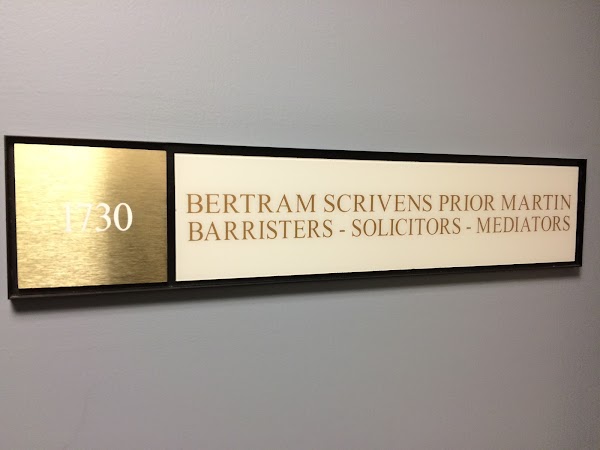 1730
BERTRAM SCRIVENS PRIOR MARTIN
BARRISTERS - SOLICITORS - MEDIATORS